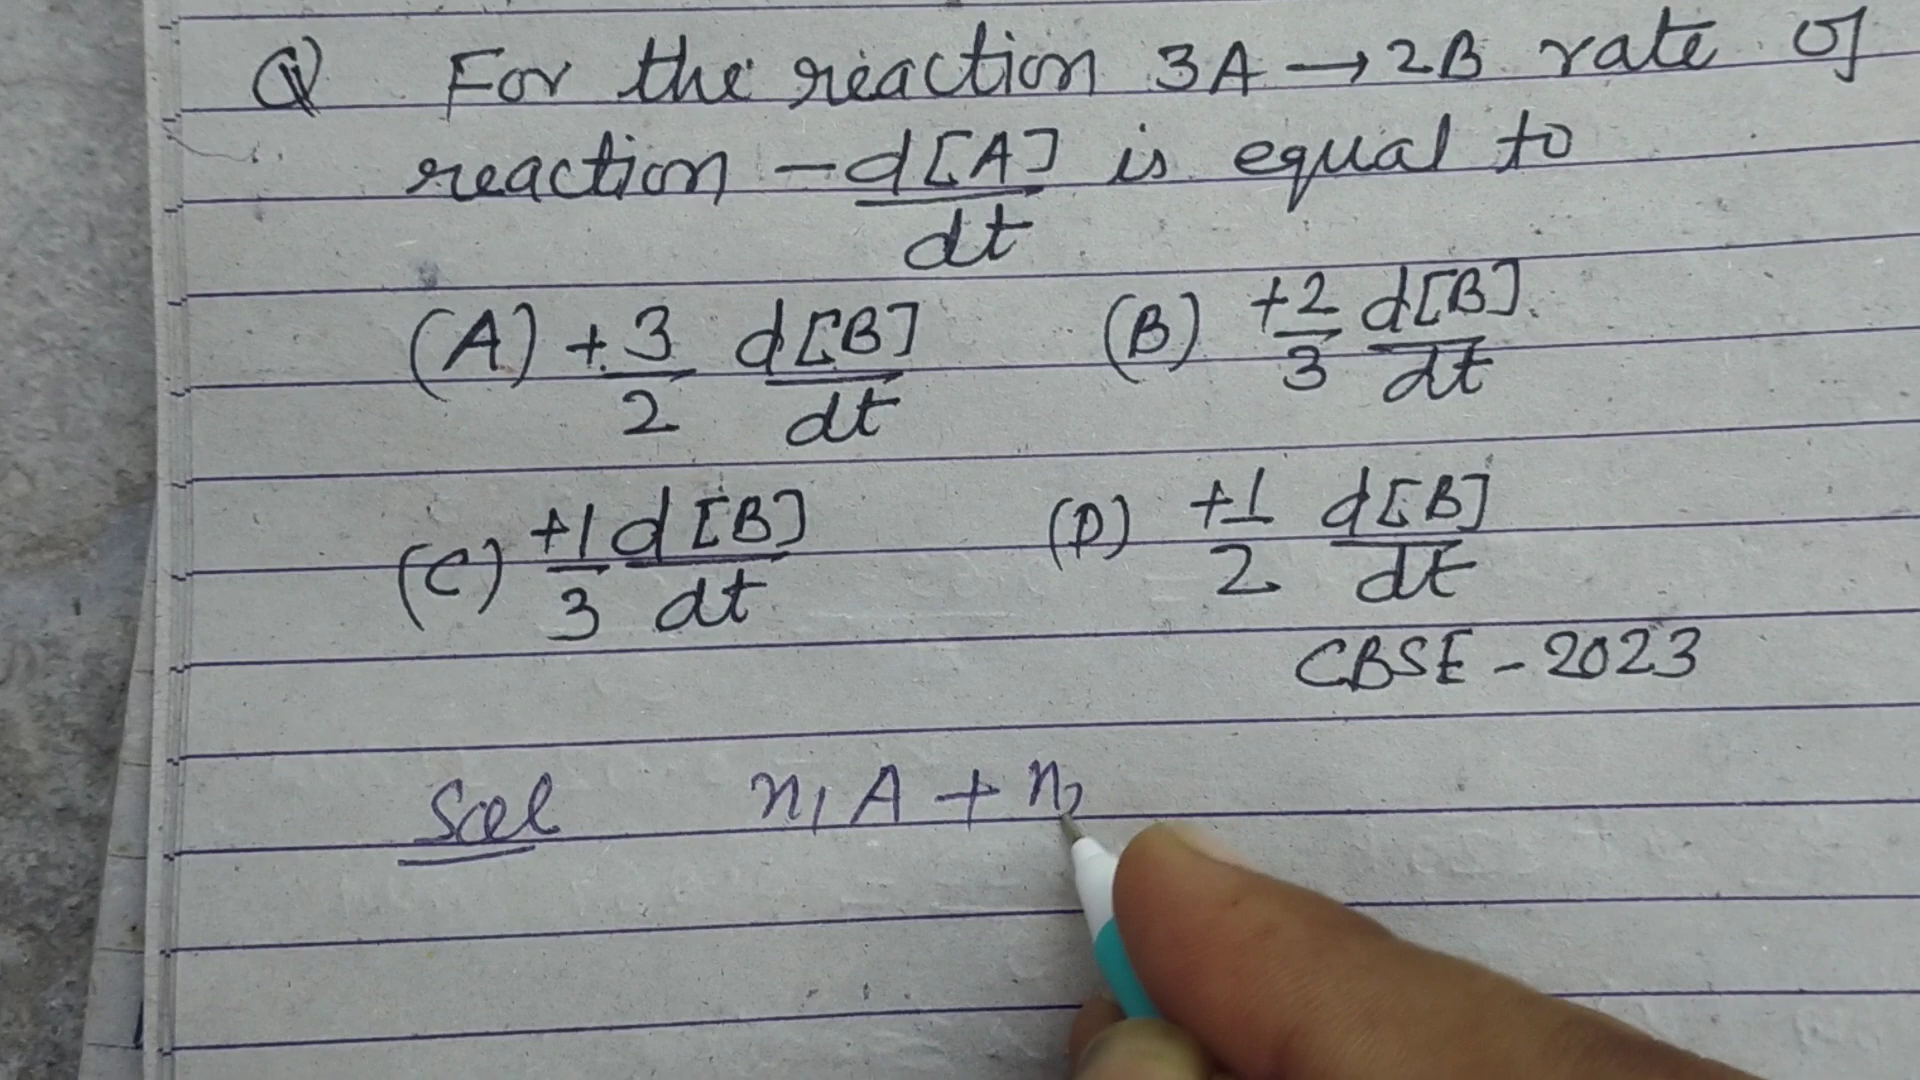 Q For the reaction 3A → 2B rate of
reaction - d[A]/dt is equal to
(A) +3/2 d[B]/dt (B) +2/3 d[B]/dt
(C) +1/3 d[B]/dt (D) +1/2 d[B]/dt
CBSE - 2023
Sol n₁A + n₂